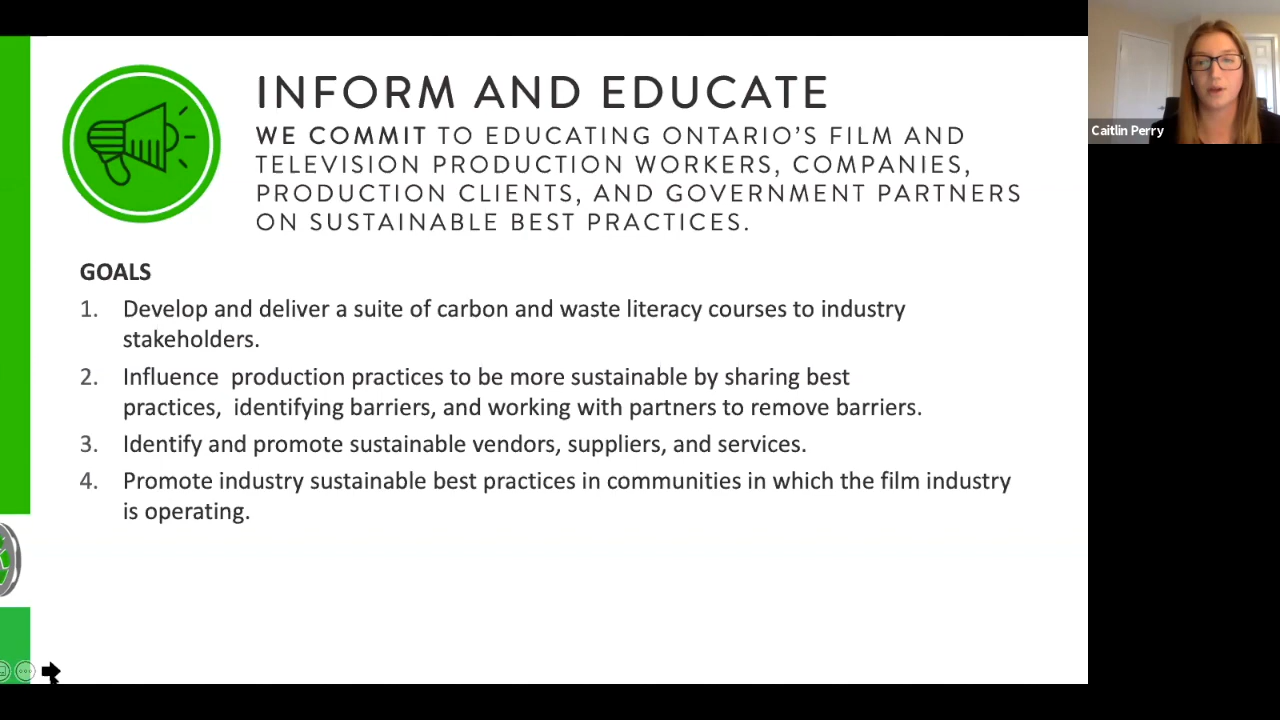 INFORM AND EDUCATE
WE COMMIT TO EDUCATING ONTARIO'S FILM AND
TELEVISION PRODUCTION WORKERS, COMPANIES,
PRODUCTION CLIENTS, AND GOVERNMENT PARTNERS
ON SUSTAINABLE BEST PRACTICES.
GOALS
1. Develop and deliver a suite of carbon and waste literacy courses to industry
stakeholders.
2. Influence  production practices to be more sustainable by sharing best
practices,  identifying barriers, and working with partners to remove barriers.
3. Identify and promote sustainable vendors, suppliers, and services.
4. Promote industry sustainable best practices in communities in which the film industry
is operating.
Caitlin Perry